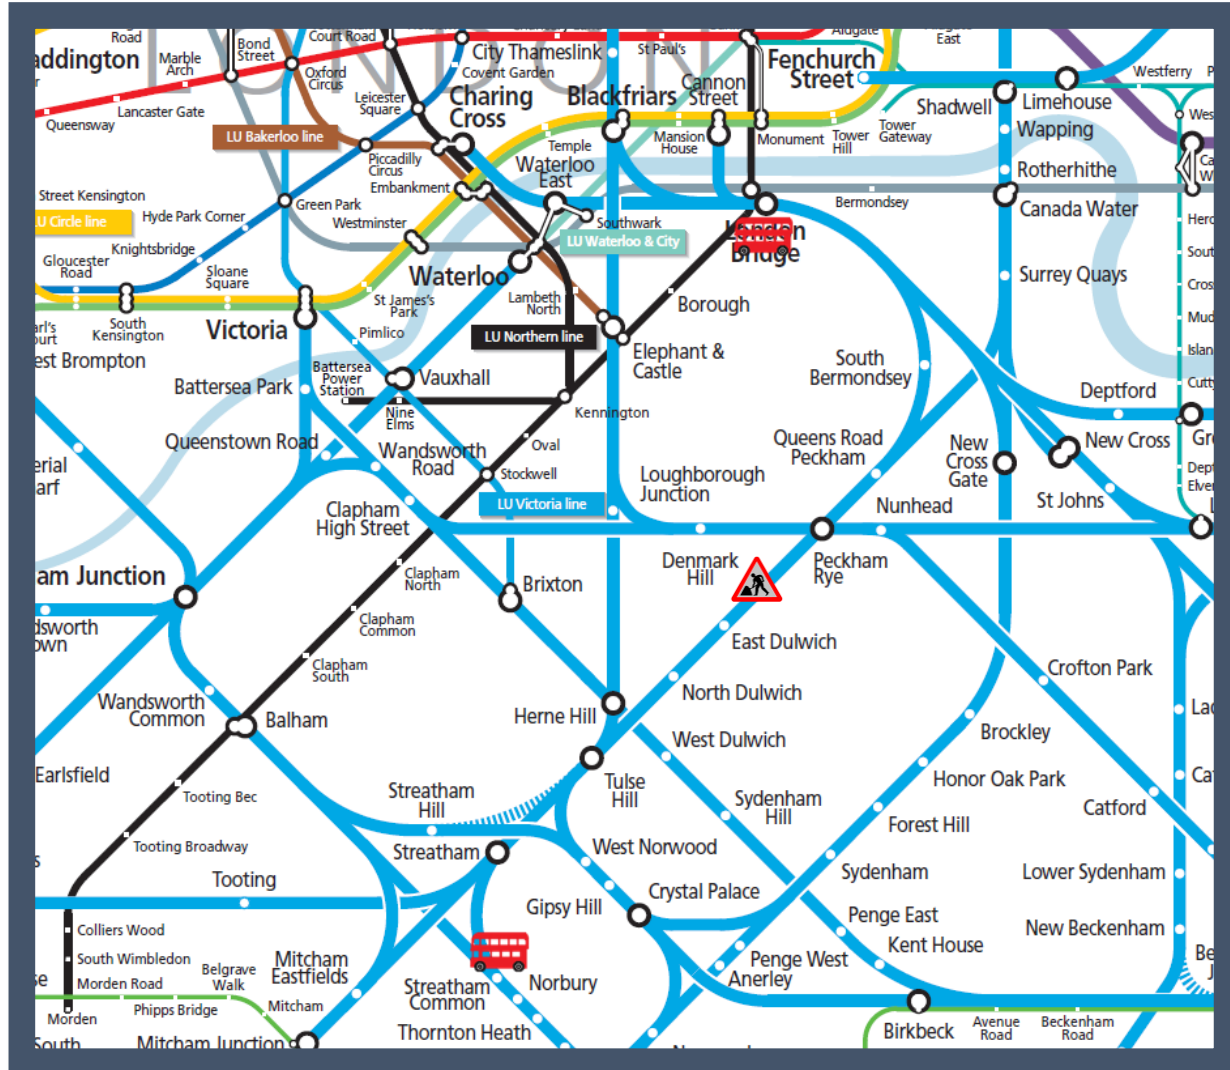 Road
Marble
Arch
Bond
Street
Court Road
Oxford
Circus
addington
Lancaster Gate
Queensway
LU Bakerloo line
Leicester
Square
City Thameslink
Covent Garden
Charing
Cross
St Paul's
Blackfriars
Cannon
Street
Fenchurch
Street
Aldgate
East
Westferry
Shadwell
Limehouse
Wapping
Piccadilly
Circus
Temple
Mansion
House
Monument
Tower
Hill
Tower
Gateway
Waterloo
East
Embankment
Rotherhithe
Street Kensington
LU Circle line
Hyde Park Corner
Green Park
Westminster
Southwark
LU Waterloo & City
Bermondsey
Canada Water
London
Bridge
Knightsbridge
Gloucester
Road
Sloane
Square
Waterloo
Surrey Quays
St James's
Park
Lambeth
North
Borough
South
Kensington
Victoria
Pimlico
LU Northern line
Elephant &
Castle
South
Bermondsey
est Brompton
Battersea Park
Battersea
Power
Station
Vauxhall
Nine
Elms
Kennington
Deptford
Queenstown Road
Wandsworth
Road
Oval
Stockwell
Queens Road
Peckham
New
Cross
Gate
New Cross
Loughborough
Junction
LU Victoria line
St Johns
Nunhead
Clapham
High Street
Clapham
North
Brixton
Denmark
Hill
Peckham
Rye
am Junction
Clapham
Common
East Dulwich
Clapham
South
Crofton Park
North Dulwich
Wandsworth
Common
Balham
Herne Hill
West Dulwich
Brockley
Earlsfield
Tooting Bec
Streatham
Hill
Tulse
Hill
Sydenham
Hill
Honor Oak Park
Catford
Forest Hill
Tooting Broadway
Streatham
West Norwood
Sydenham
Lower Sydenham
Tooting
Crystal Palace
Gipsy Hill
Penge East
New Beckenham
Kent House
Colliers Wood
South Wimbledon
Morden Road
Belgrave
Walk
Mitcham
Eastfields
Penge West
Anerley
Streatham
Common
Norbury
Phipps Bridge
Mitcham
Morden
Thornton Heath
Birkbeck
Avenue
Road
Beckenham
Road
South
Mitcham Junction